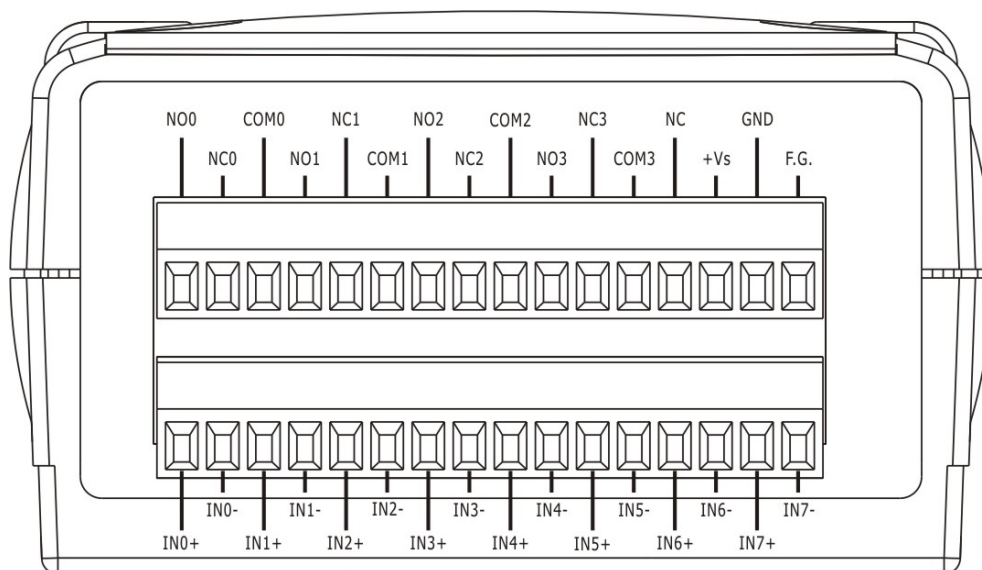 NO0 COM0 NC1 NO2 COM2 NC3 NC GND
NC0 NO1 COM1 NC2 NO3 COM3 +Vs F.G.
IN0- IN1- IN2- IN3- IN4- IN5- IN6- IN7-
IN0+ IN1+ IN2+ IN3+ IN4+ IN5+ IN6+ IN7+